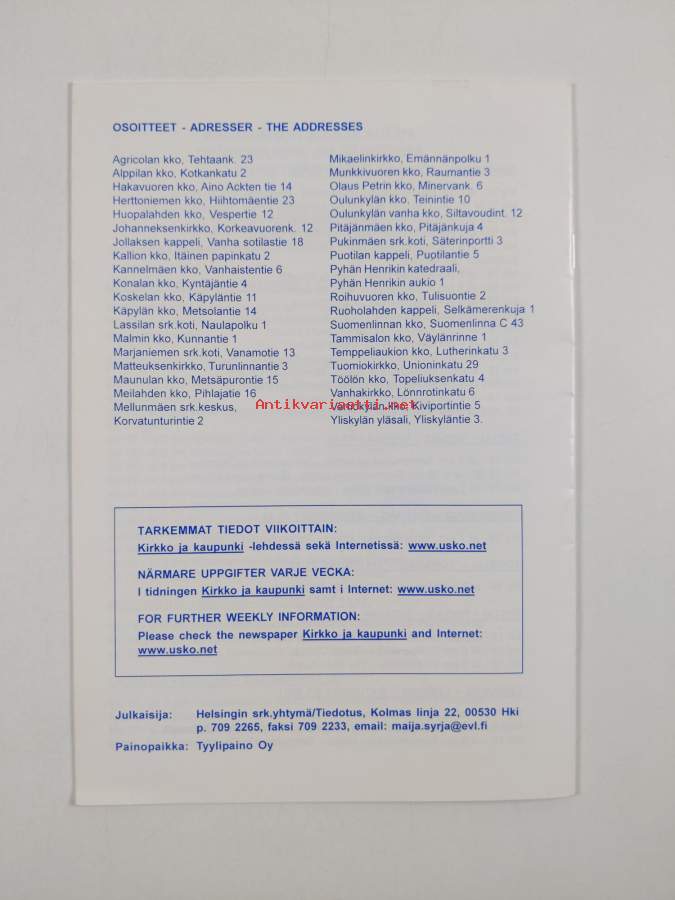 OSOITTEET - ADRESSER - THE ADDRESSES
Agricolan kko, Tehtaank. 23
Alppilan kko, Kotkankatu 2
Hakavuoren kko, Aino Ackten tie 14
Herttoniemen kko, Hiihtomäentie 23
Huopalahden kko, Vespertie 12
Johanneksenkirkko, Korkeavuorenk. 12
Jollaksen kappeli, Vanha sotilastie 18
Kallion kko, Itäinen papinkatu 2
Kannelmäen kko, Vanhaistentie 6
Konalan kko, Kyntäjäntie 4
Koskelan kko, Käpyläntie 11
Käpylän kko, Metsolantie 14
Lassilan srk.koti, Naulapolku 1
Malmin kko, Kunnantie 1
Marjaniemen srk.koti, Vanamotie 13
Matteuksenkirkko, Turunlinnantie 3
Maunulan kko, Metsäpurontie 15
Meilahden kko, Pihlajatie 16
Mellunmäen srk.keskus,
Korvatunturintie 2
Mikaelinkirkko, Emännänpolku 1
Munkkivuoren kko, Raumantie 3
Olaus Petrin kko, Minervank. 6
Oulunkylän kko, Teinintie 10
Oulunkylän vanha kko, Siltavoudint. 12
Pitäjänmäen kko, Pitäjänkuja 4
Pukinmäen srk.koti, Säterinportti 3
Puotilan kappeli, Puotilantie 5
Pyhän Henrikin katedraali,
Pyhän Henrikin aukio 1
Roihuvuoren kko, Tulisuontie 2
Ruoholahden kappeli, Selkämerenkuja 1
Suomenlinnan kko, Suomenlinna C 43
Tammisalon kko, Väylänrinne 1
Temppeliaukion kko, Lutherinkatu 3
Tuomiokirkko, Unioninkatu 29
Töölön kko, Topeliuksenkatu 4
Vanhakirkko, Lönnrotinkatu 6
Vartiokylän kko, Kiviportintie 5
Yliskylän yläsali, Yliskyläntie 3.
Antikvariaatti.net
TARKEMMAT TIEDOT VIIKOITTAIN:
Kirkko ja kaupunki -lehdessä sekä Internetissä: www.usko.net
NÄRMARE UPPGIFTER VARJE VECKA:
I tidningen Kirkko ja kaupunki samt i Internet: www.usko.net
FOR FURTHER WEEKLY INFORMATION:
Please check the newspaper Kirkko ja kaupunki and Internet:
www.usko.net
Julkaisija: Helsingin srk.yhtymä/Tiedotus, Kolmas linja 22, 00530 Hki
p. 709 2265, faksi 709 2233, email: maija.syrja@evl.fi
Painopaikka: Tyylipaino Oy